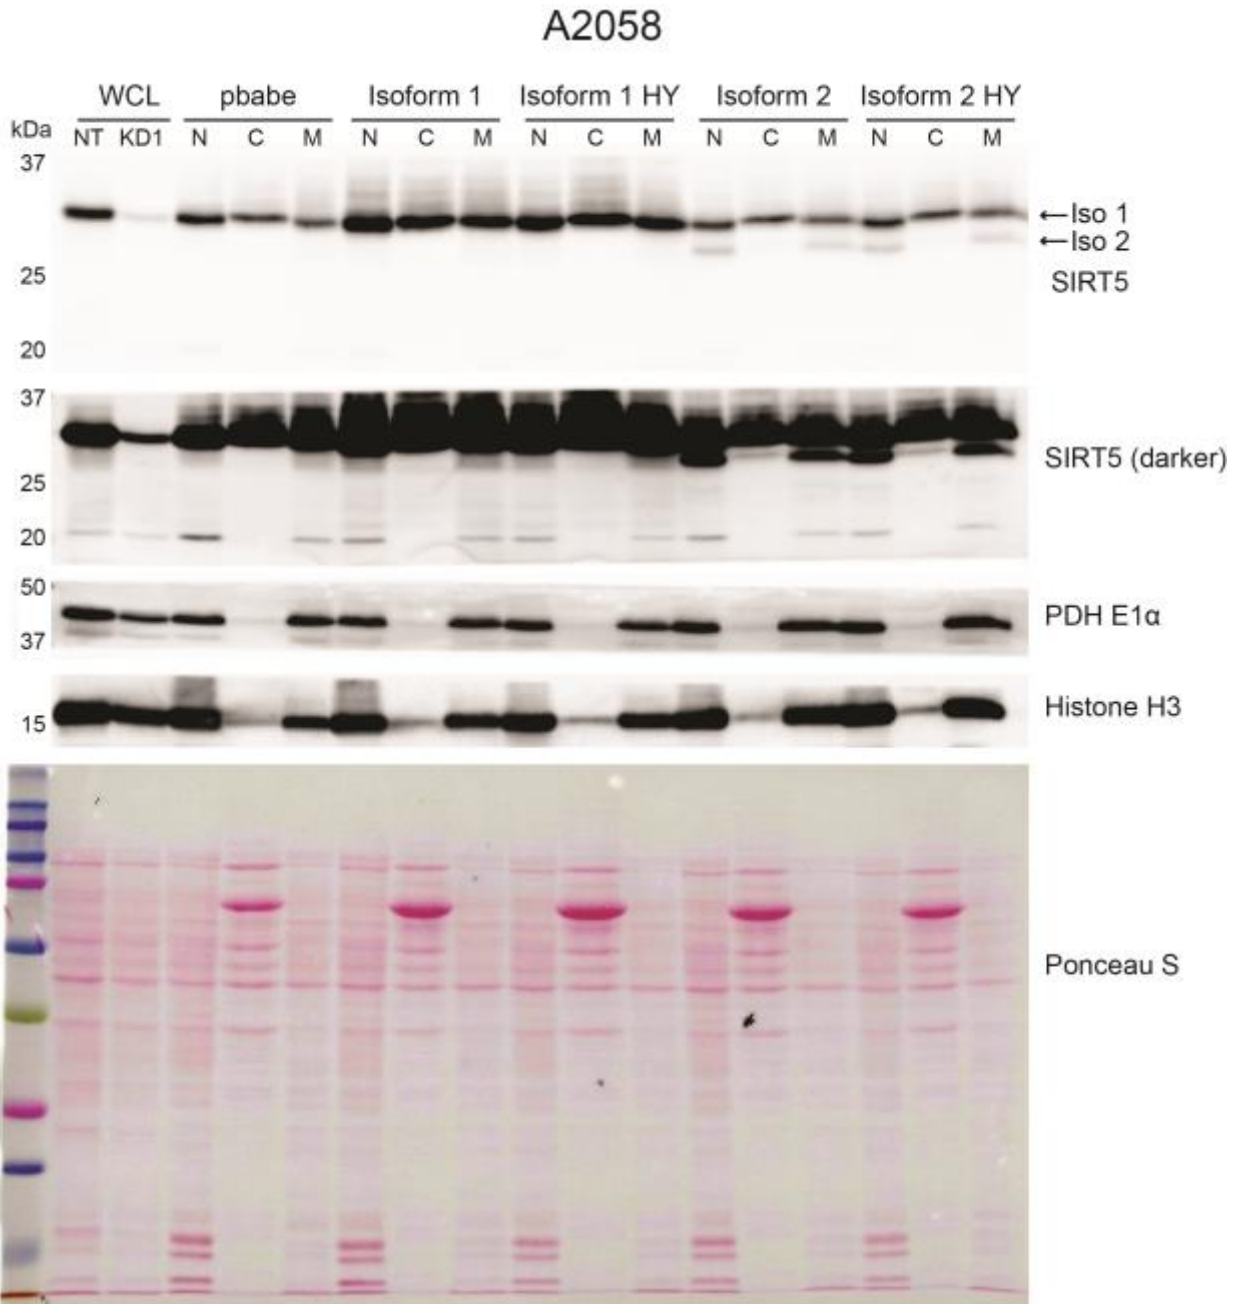 A2058
WCL pbabe Isoform 1 Isoform 1 HY Isoform 2 Isoform 2 HY
kDa NT KD1 N C M N C M N C M N C M N C M
37
←Iso 1
←Iso 2
25 SIRT5
20
37
SIRT5 (darker)
25
20
50
PDH E1α
37
Histone H3
15
Ponceau S